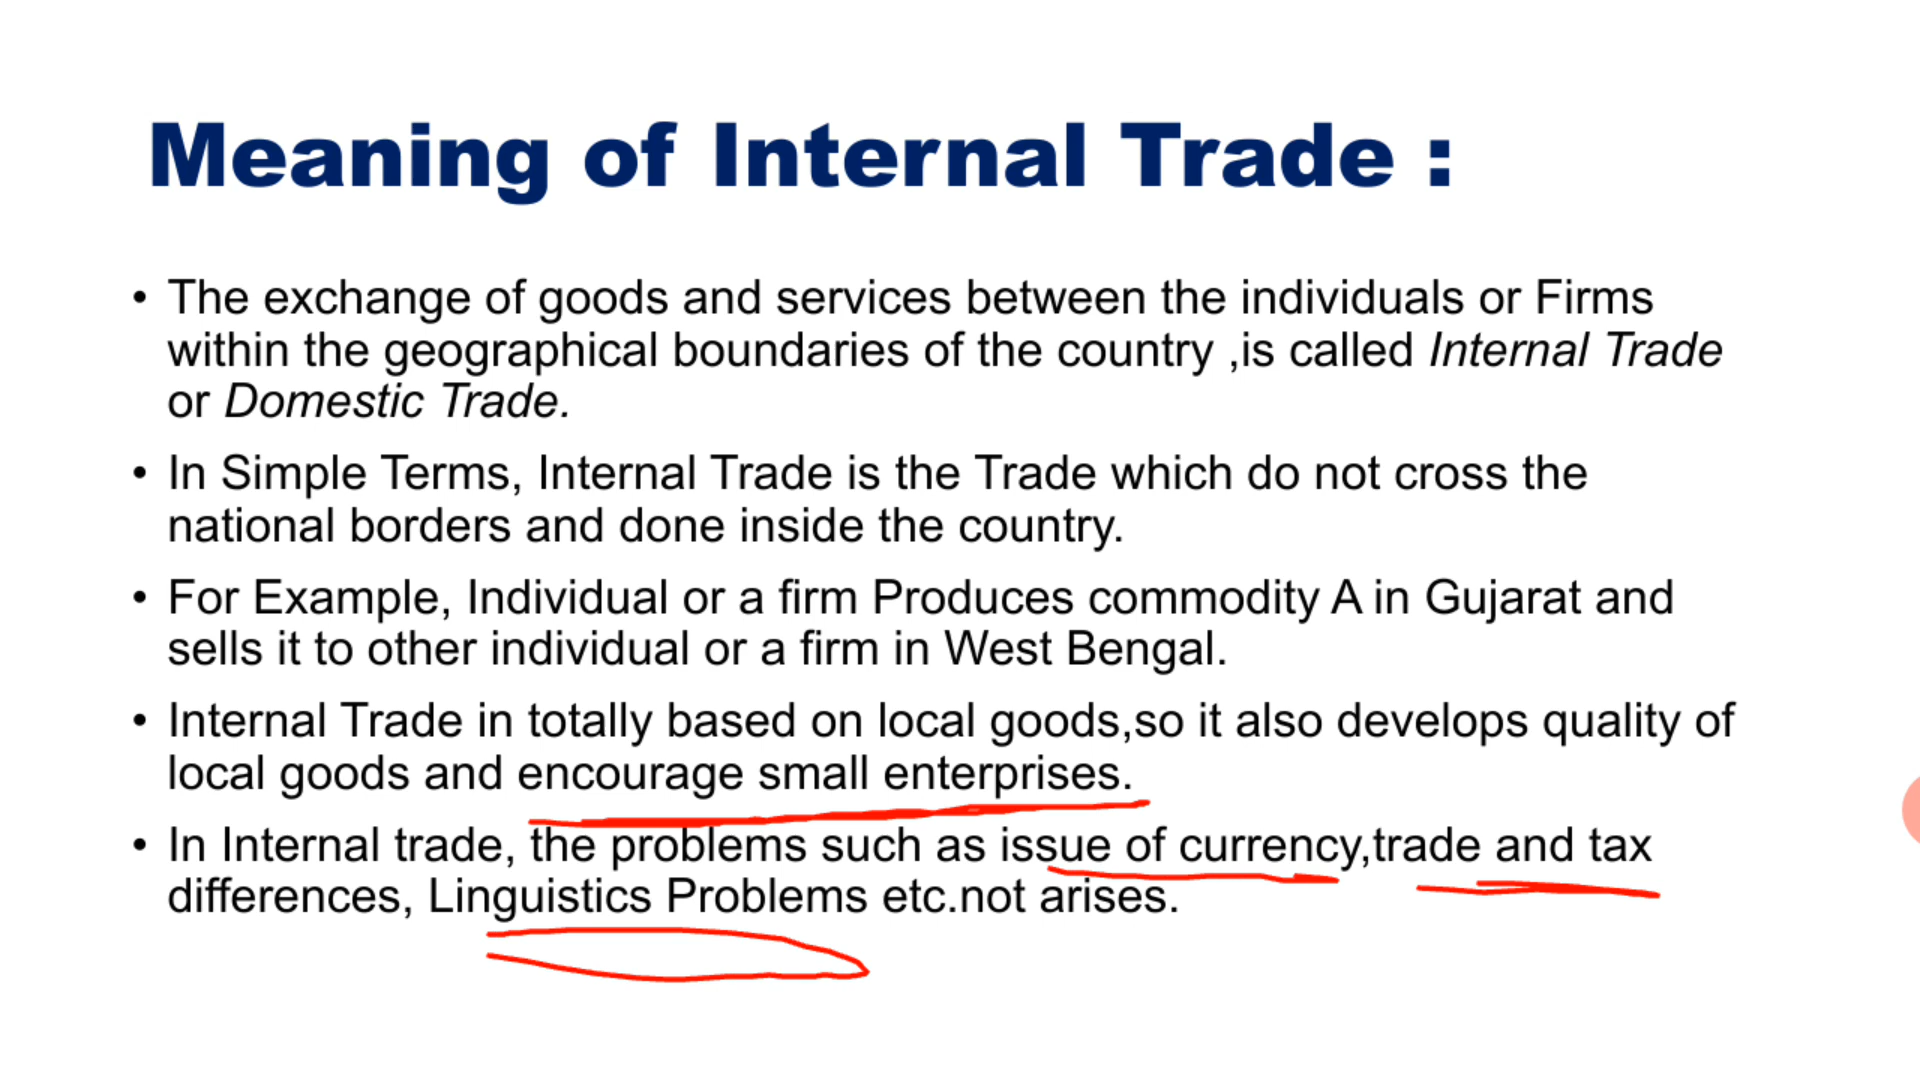 Meaning of Internal Trade :
• The exchange of goods and services between the individuals or Firms
within the geographical boundaries of the country ,is called Internal Trade
or Domestic Trade.
• In Simple Terms, Internal Trade is the Trade which do not cross the
national borders and done inside the country.
• For Example, Individual or a firm Produces commodity A in Gujarat and
sells it to other individual or a firm in West Bengal.
• Internal Trade in totally based on local goods,so it also develops quality of
local goods and encourage small enterprises.
• In Internal trade, the problems such as issue of currency,trade and tax
differences, Linguistics Problems etc.not arises.